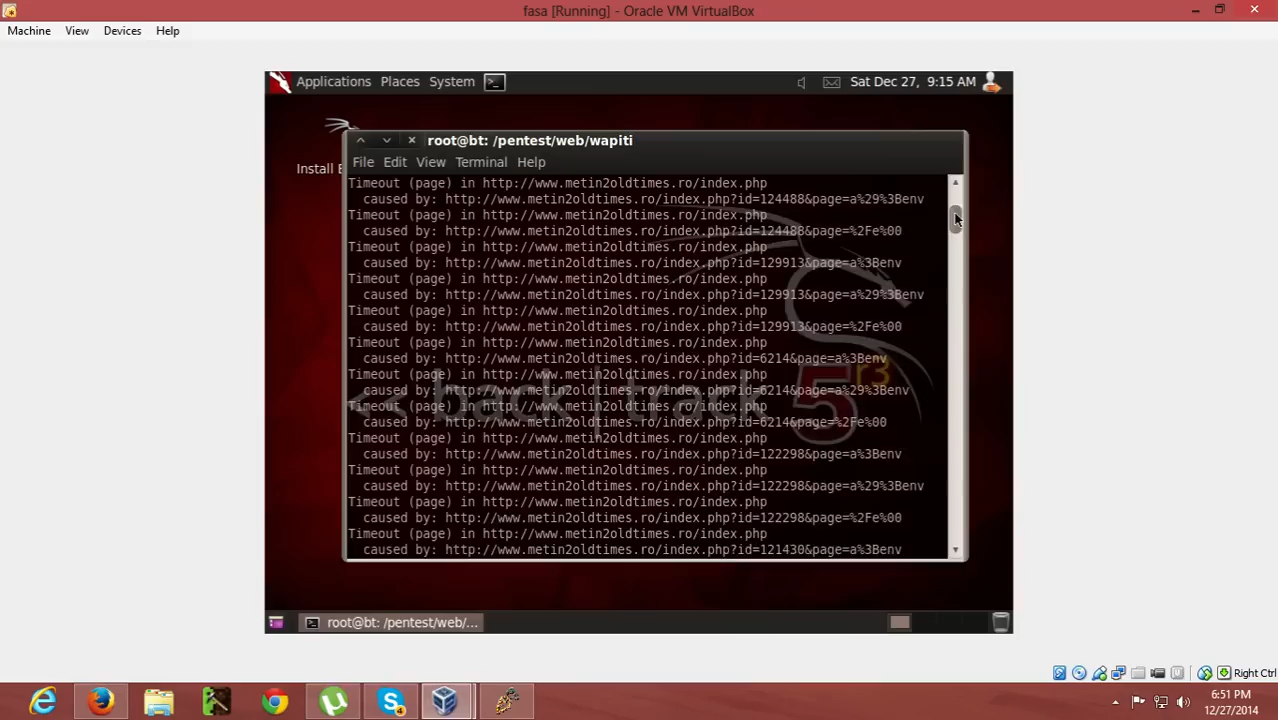 fasa [Running] - Oracle VM VirtualBox
Machine View Devices Help
Applications Places System Sat Dec 27, 9:15 AM
Install
root@bt: /pentest/web/wapiti
File Edit View Terminal Help
Timeout (page) in http://www.metin2oldtimes.ro/index.php
caused by: http://www.metin2oldtimes.ro/index.php?id=124488&page=a%29%3Benv
Timeout (page) in http://www.metin2oldtimes.ro/index.php
caused by: http://www.metin2oldtimes.ro/index.php?id=124488&page=%2Fe%00
Timeout (page) in http://www.metin2oldtimes.ro/index.php
caused by: http://www.metin2oldtimes.ro/index.php?id=129913&page=a%3Benv
Timeout (page) in http://www.metin2oldtimes.ro/index.php
caused by: http://www.metin2oldtimes.ro/index.php?id=129913&page=a%29%3Benv
Timeout (page) in http://www.metin2oldtimes.ro/index.php
caused by: http://www.metin2oldtimes.ro/index.php?id=129913&page=%2Fe%00
Timeout (page) in http://www.metin2oldtimes.ro/index.php
caused by: http://www.metin2oldtimes.ro/index.php?id=6214&page=a%3Benv
Timeout (page) in http://www.metin2oldtimes.ro/index.php
caused by: http://www.metin2oldtimes.ro/index.php?id=6214&page=a%29%3Benv
Timeout (page) in http://www.metin2oldtimes.ro/index.php
caused by: http://www.metin2oldtimes.ro/index.php?id=6214&page=%2Fe%00
Timeout (page) in http://www.metin2oldtimes.ro/index.php
caused by: http://www.metin2oldtimes.ro/index.php?id=122298&page=a%3Benv
Timeout (page) in http://www.metin2oldtimes.ro/index.php
caused by: http://www.metin2oldtimes.ro/index.php?id=122298&page=a%29%3Benv
Timeout (page) in http://www.metin2oldtimes.ro/index.php
caused by: http://www.metin2oldtimes.ro/index.php?id=122298&page=%2Fe%00
Timeout (page) in http://www.metin2oldtimes.ro/index.php
caused by: http://www.metin2oldtimes.ro/index.php?id=121430&page=a%3Benv
<< back | track 5 r3
root@bt: /pentest/web/...
Right Ctrl
6:51 PM
12/27/2014